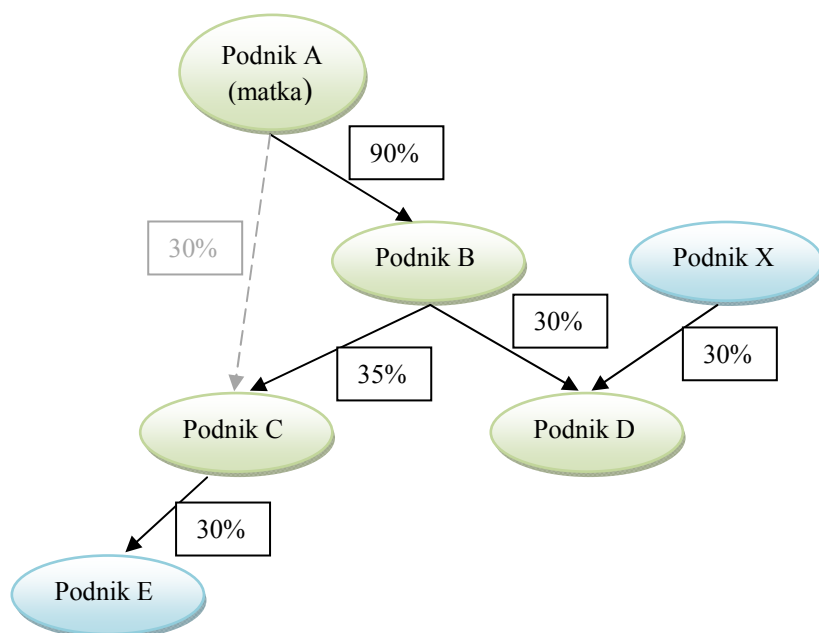 Podnik A
(matka)
90%
30%
Podnik B
Podnik X
30%
30%
35%
Podnik C
Podnik D
30%
Podnik E